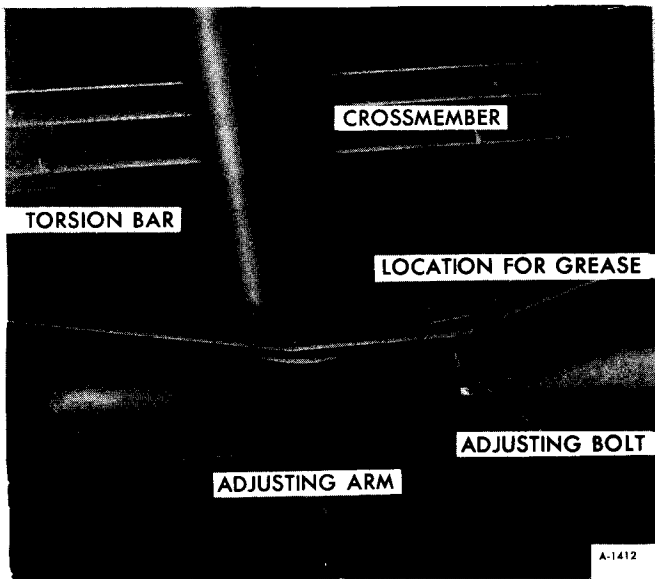 CROSSMEMBER
TORSION BAR
LOCATION FOR GREASE
ADJUSTING BOLT
ADJUSTING ARM
A-1412